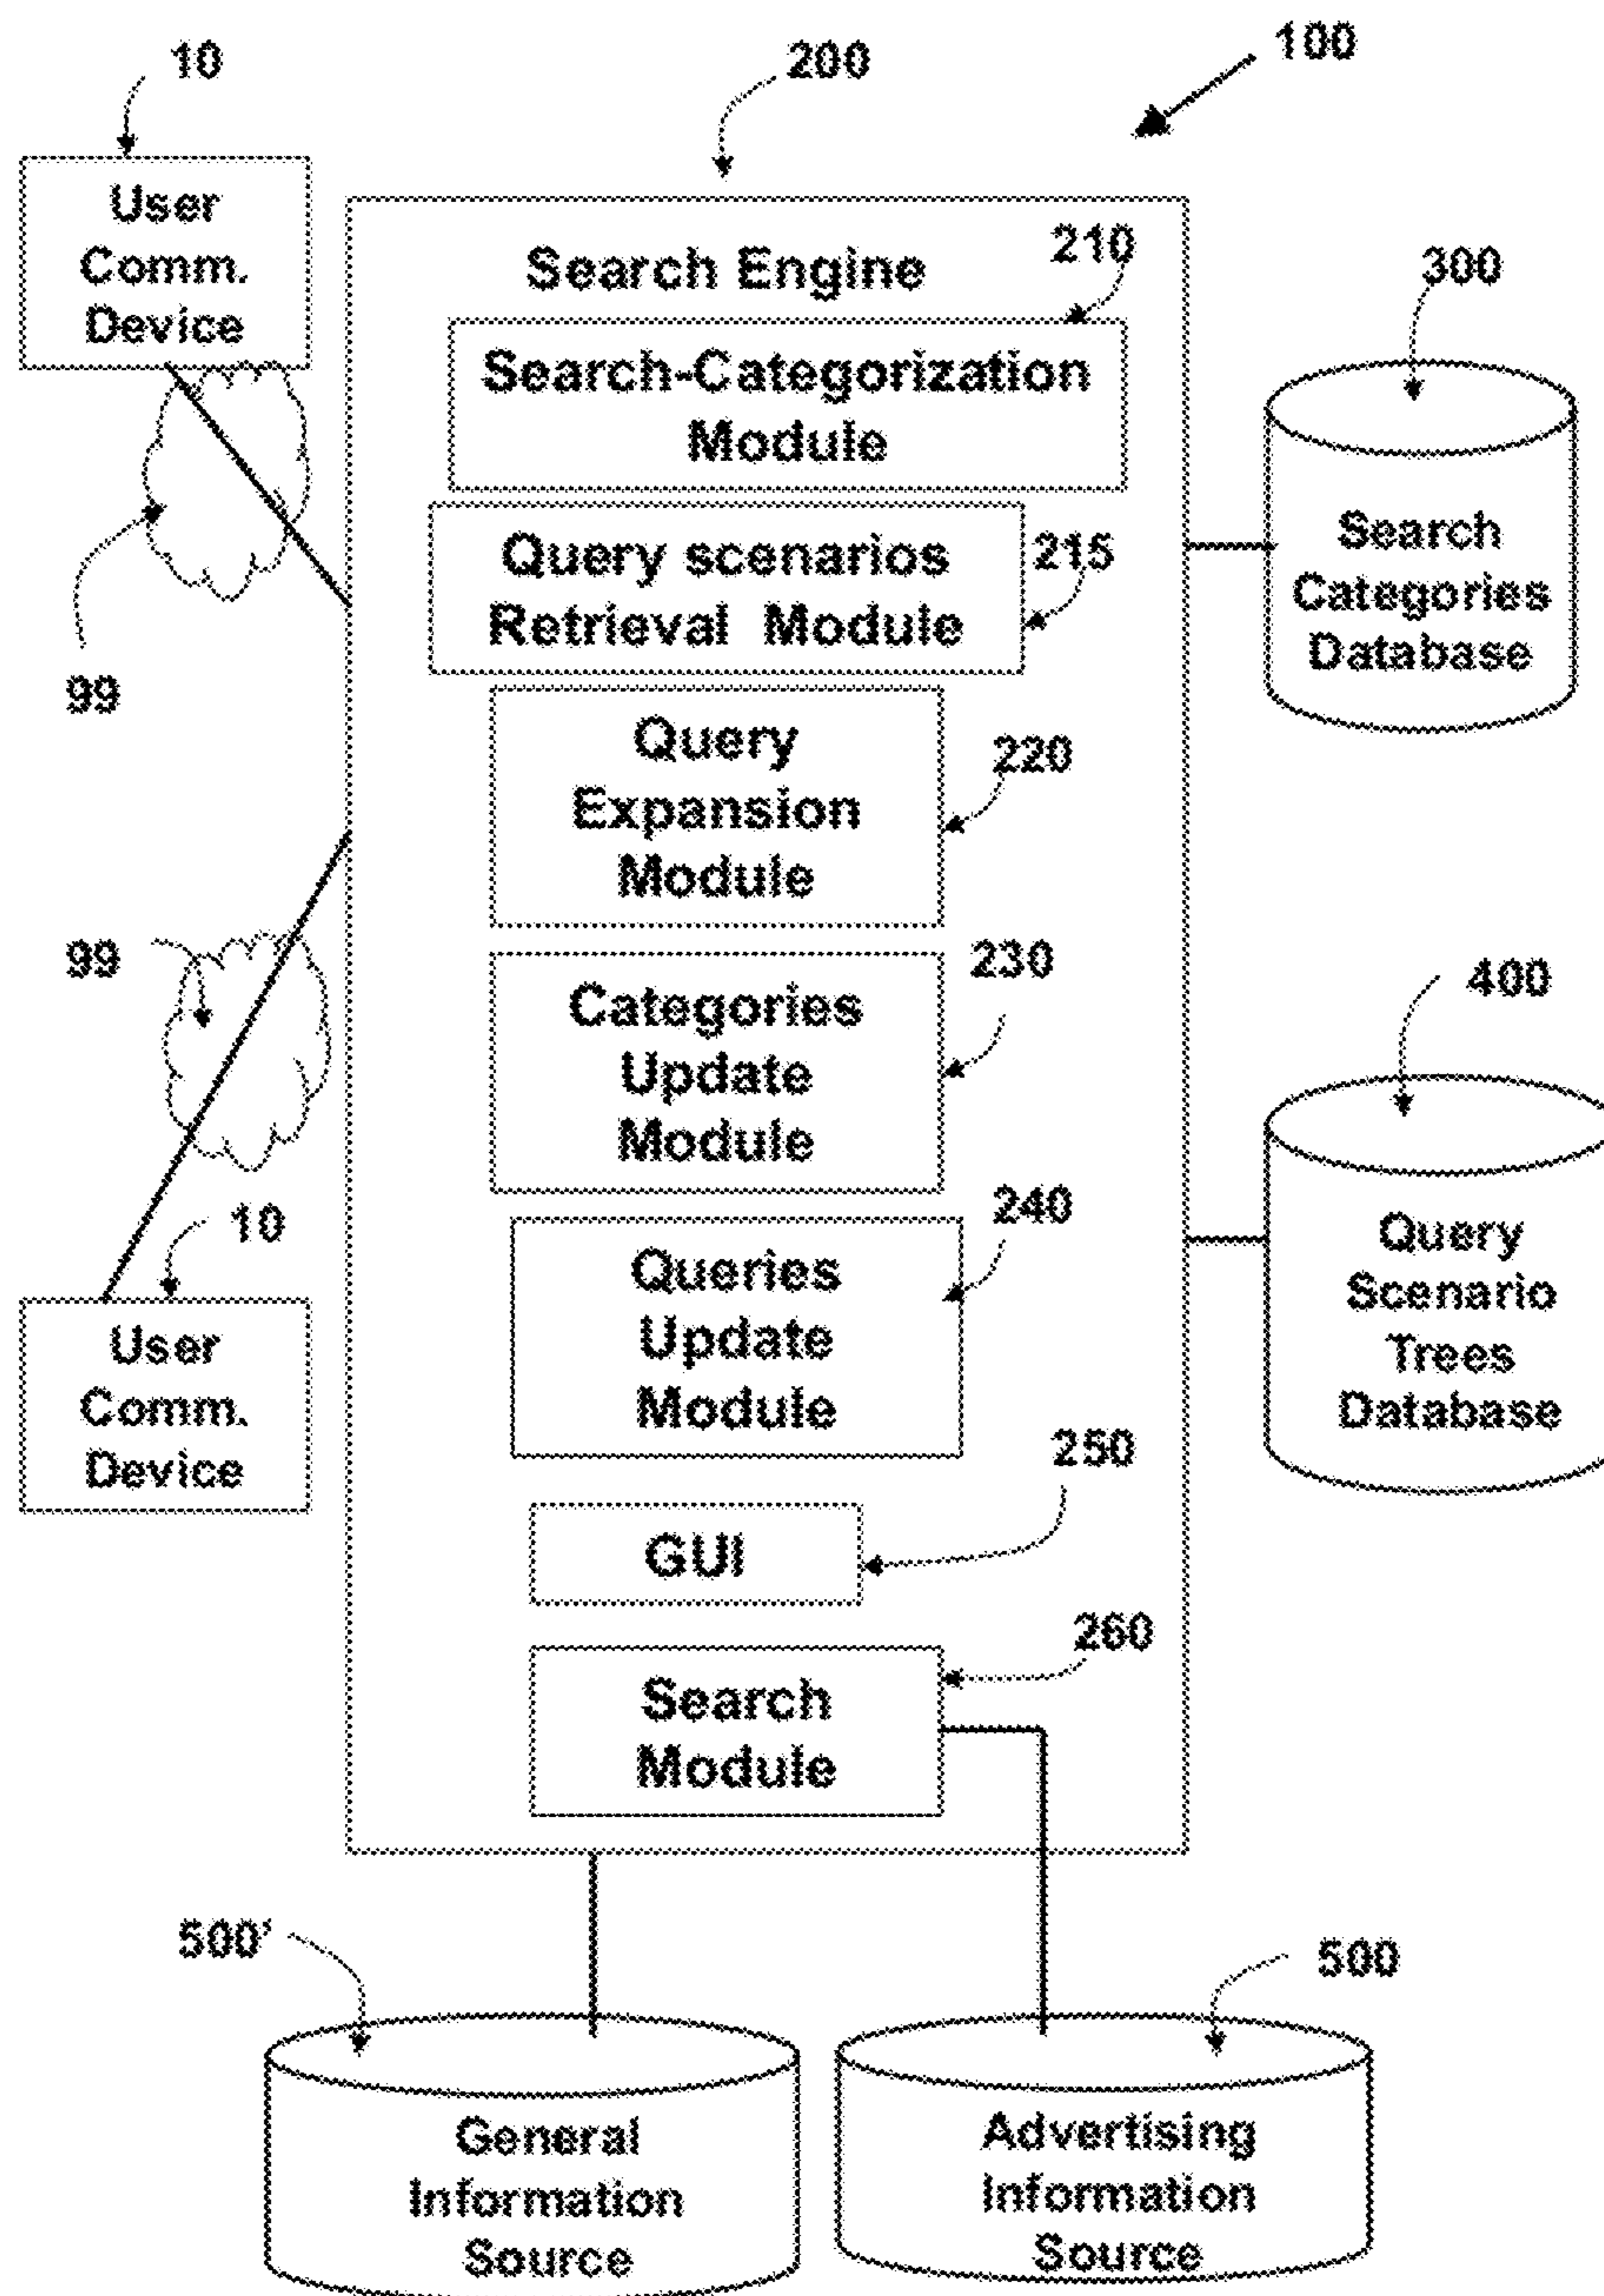 10
200
100
User
Comm.
Device
Search Engine
210
300
Search-Categorization
Module
Query scenarios
Retrieval Module
215
Search
Categories
Database
99
Query
Expansion
Module
220
99
Categories
Update
Module
230
400
10
User
Comm.
Device
Queries
Update
Module
240
Query
Scenario
Trees
Database
250
GUI
260
Search
Module
500'
500
General
Information
Source
Advertising
Information
Source